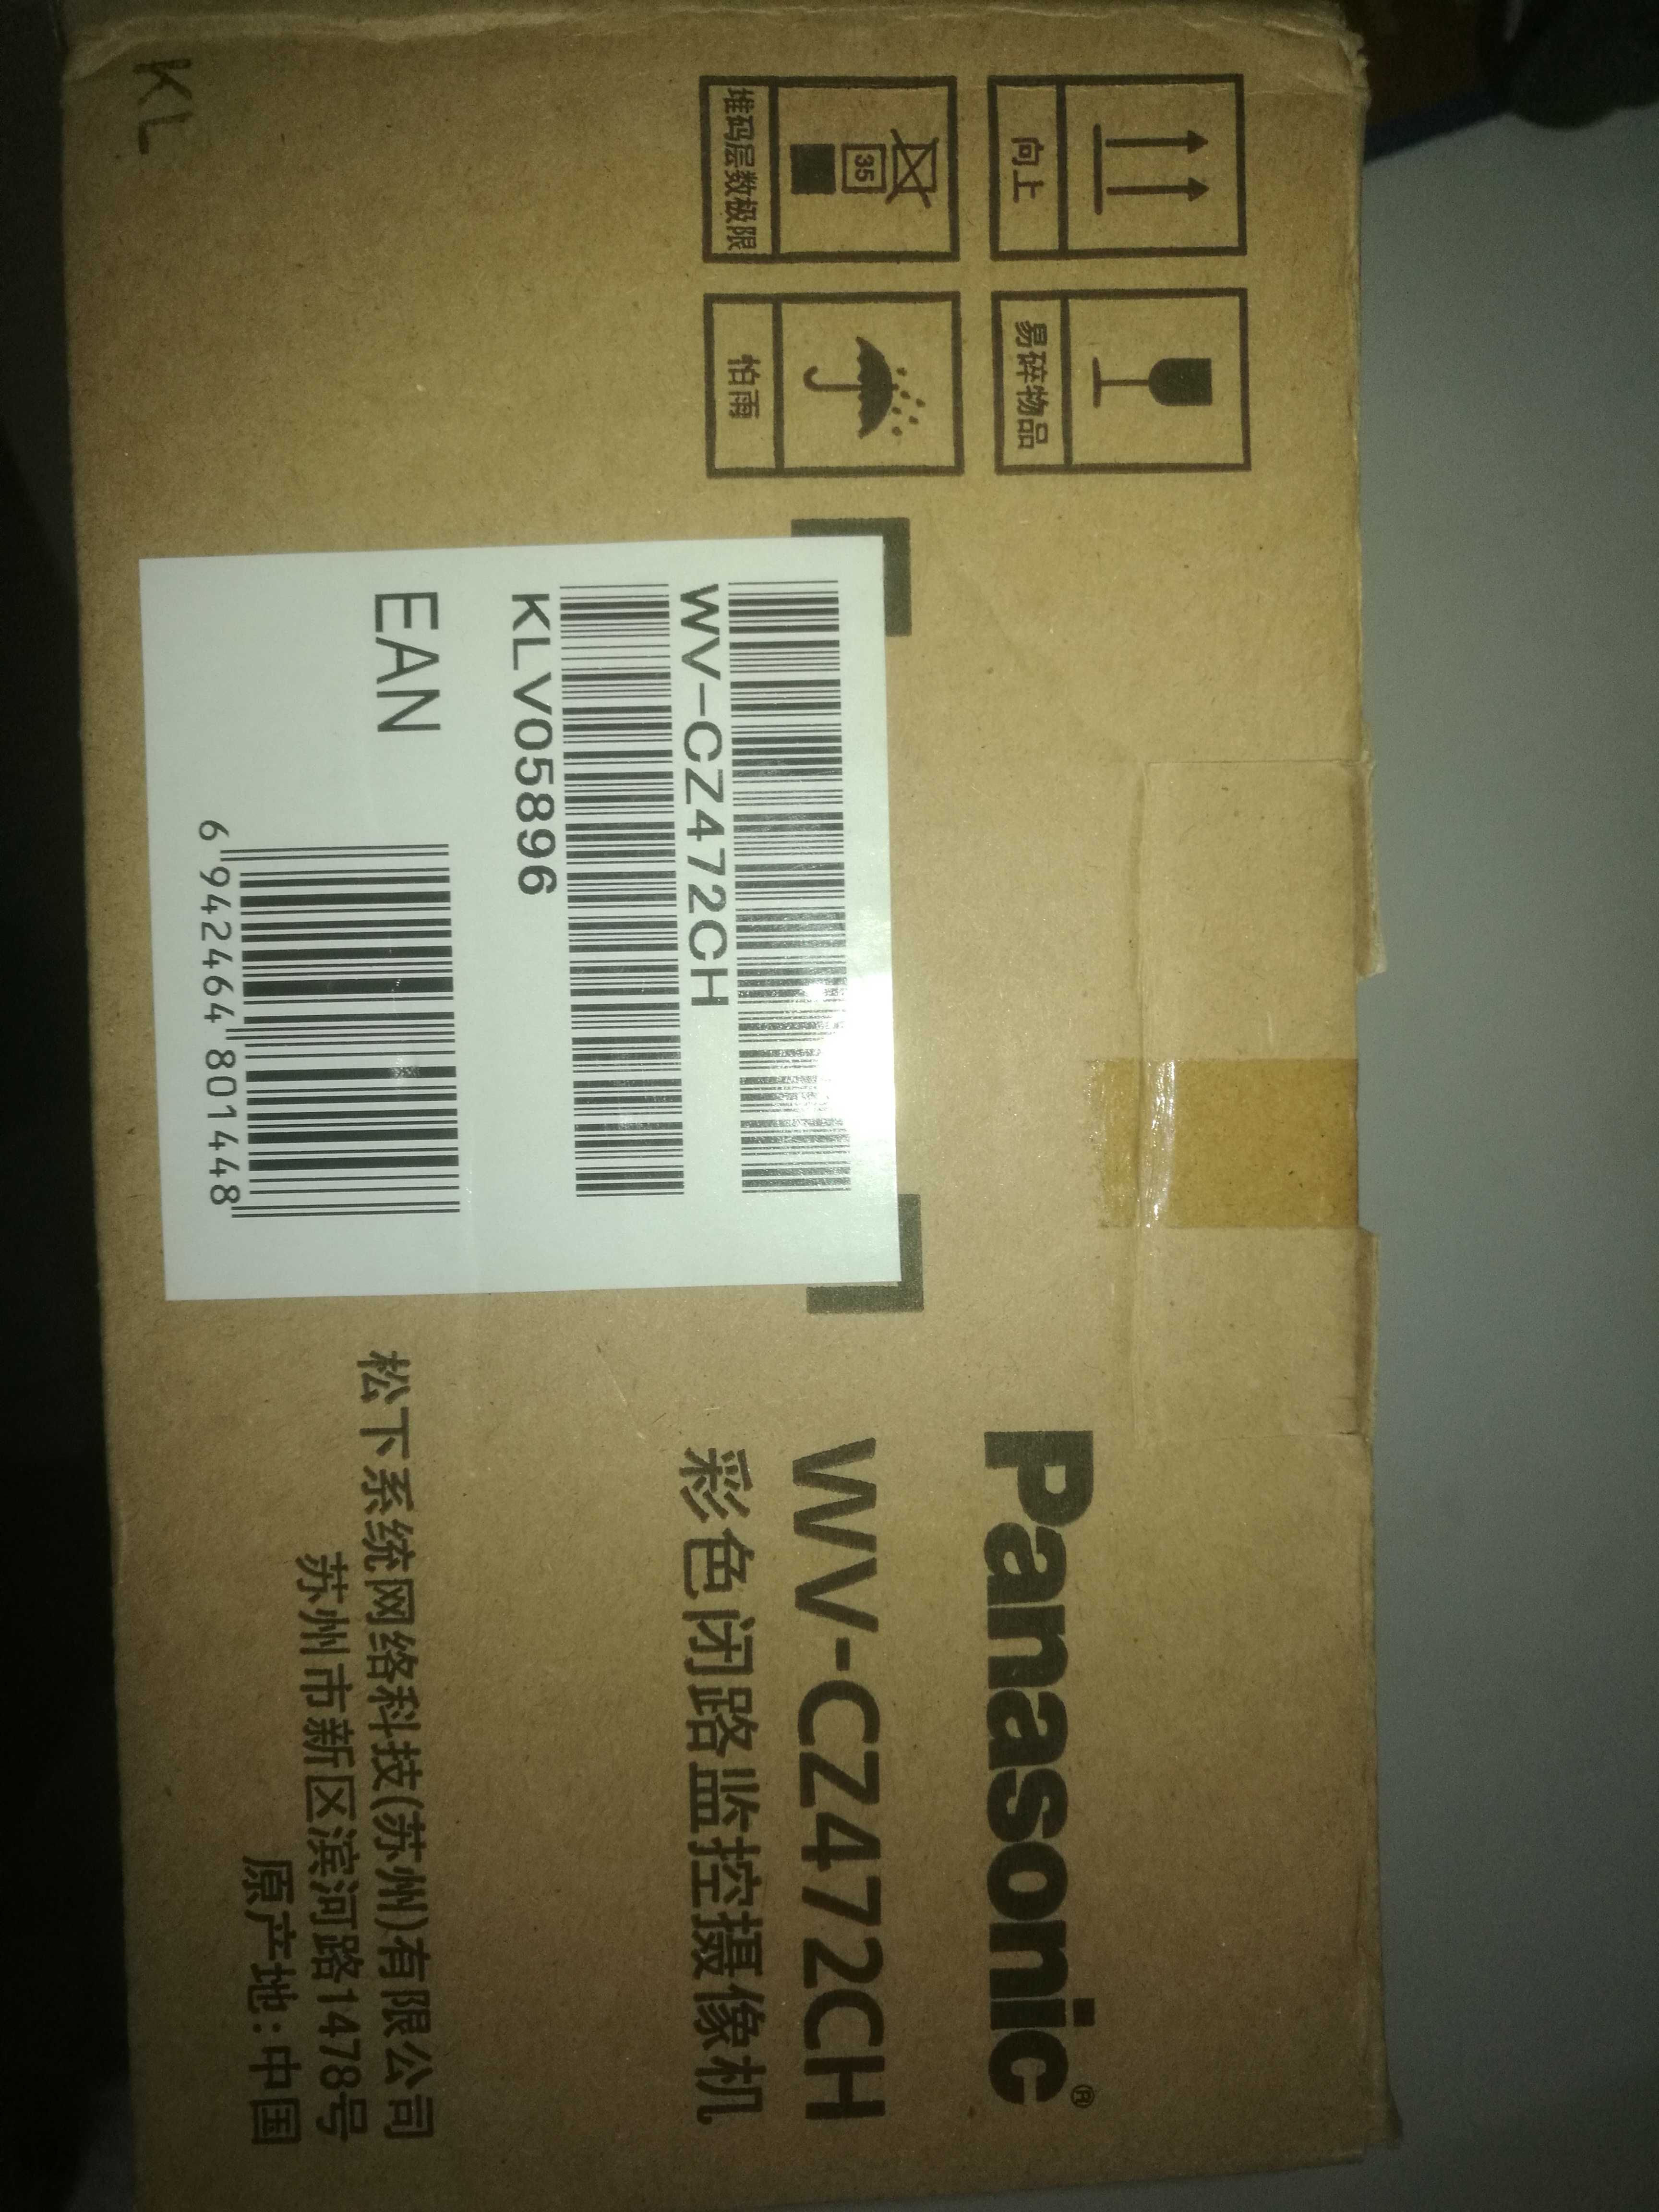 向上
易碎物品
35
堆码层数极限
怕雨
KL
WV-CZ472CH
KLV05896
EAN
6 942464 801448
Panasonic®
WV-CZ472CH
彩色闭路监控摄像机
松下系统网络科技(苏州)有限公司
苏州市新区滨河路1478号
原产地:中国